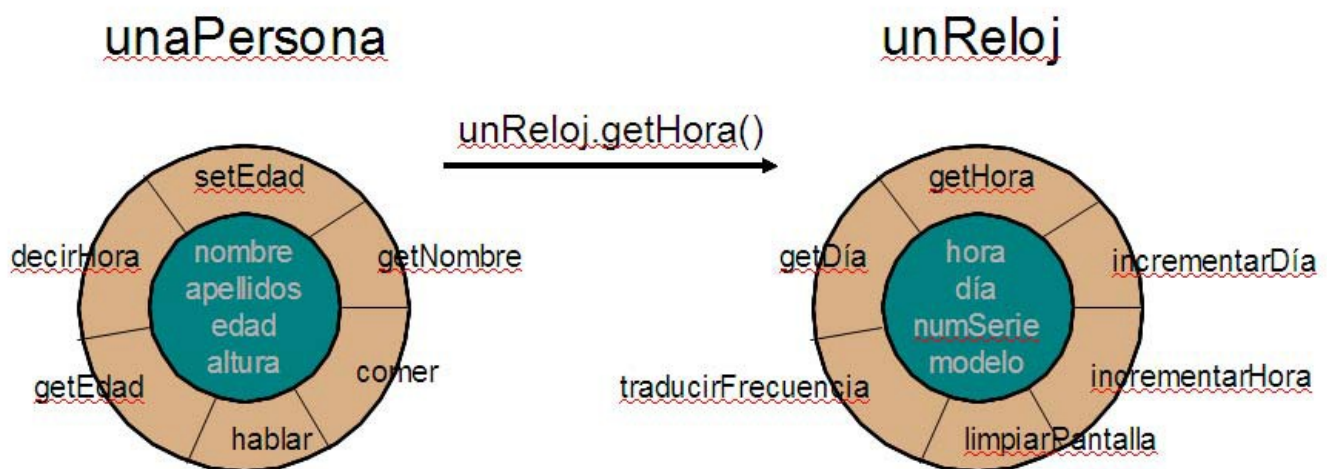 unaPersona
unReloj
unReloj.getHora()
setEdad
decirHora
getNombre
nombre
apellidos
edad
altura
getEdad
comer
hablar
getHora
getDía
incrementarDía
hora
día
numSerie
modelo
traducirFrecuencia
incrementarHora
limpiarPantalla